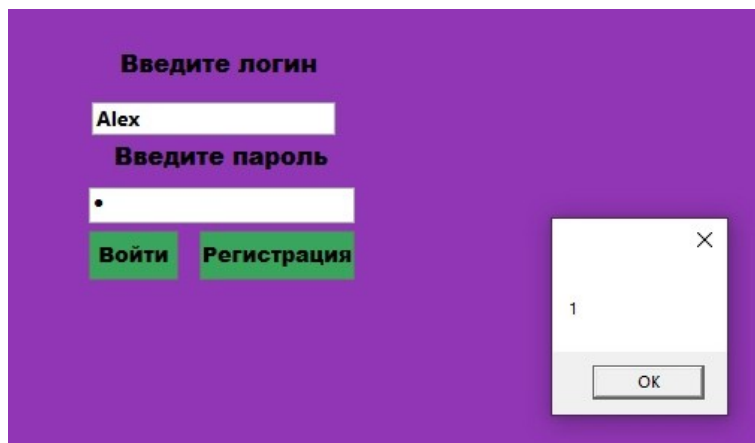 Введите логин
Alex
Введите пароль
•
Войти Регистрация
1
OK